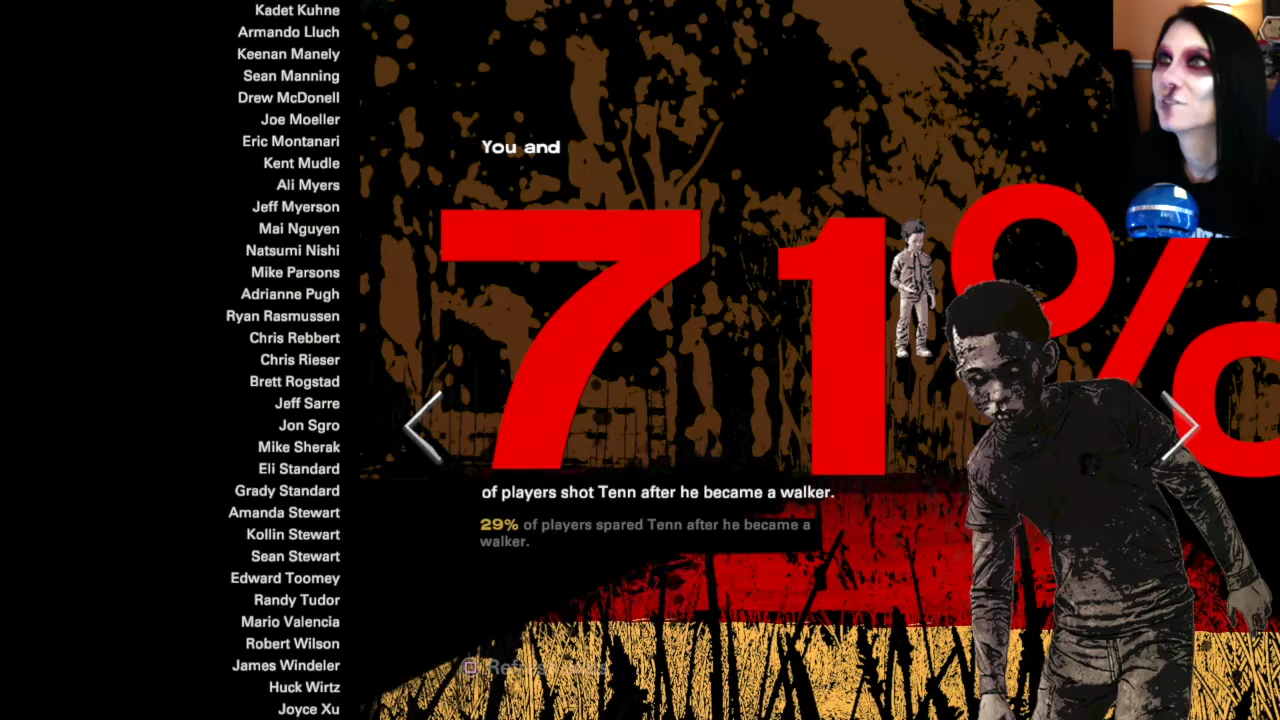 Kadet Kuhne
Armando Lluch
Keenan Manely
Sean Manning
Drew McDonell
Joe Moeller
Eric Montanari
Kent Mudle
Ali Myers
Jeff Myerson
Mai Nguyen
Natsumi Nishi
Mike Parsons
Adrianne Pugh
Ryan Rasmussen
Chris Rebbert
Chris Rieser
Brett Rogstad
Jeff Sarre
Jon Sgro
Mike Sherak
Eli Standard
Grady Standard
Amanda Stewart
Kollin Stewart
Sean Stewart
Edward Toomey
Randy Tudor
Mario Valencia
Robert Wilson
James Windeler
Huck Wirtz
Joyce Xu
You and
71%
of players shot Tenn after he became a walker.
29% of players spared Tenn after he became a
walker.